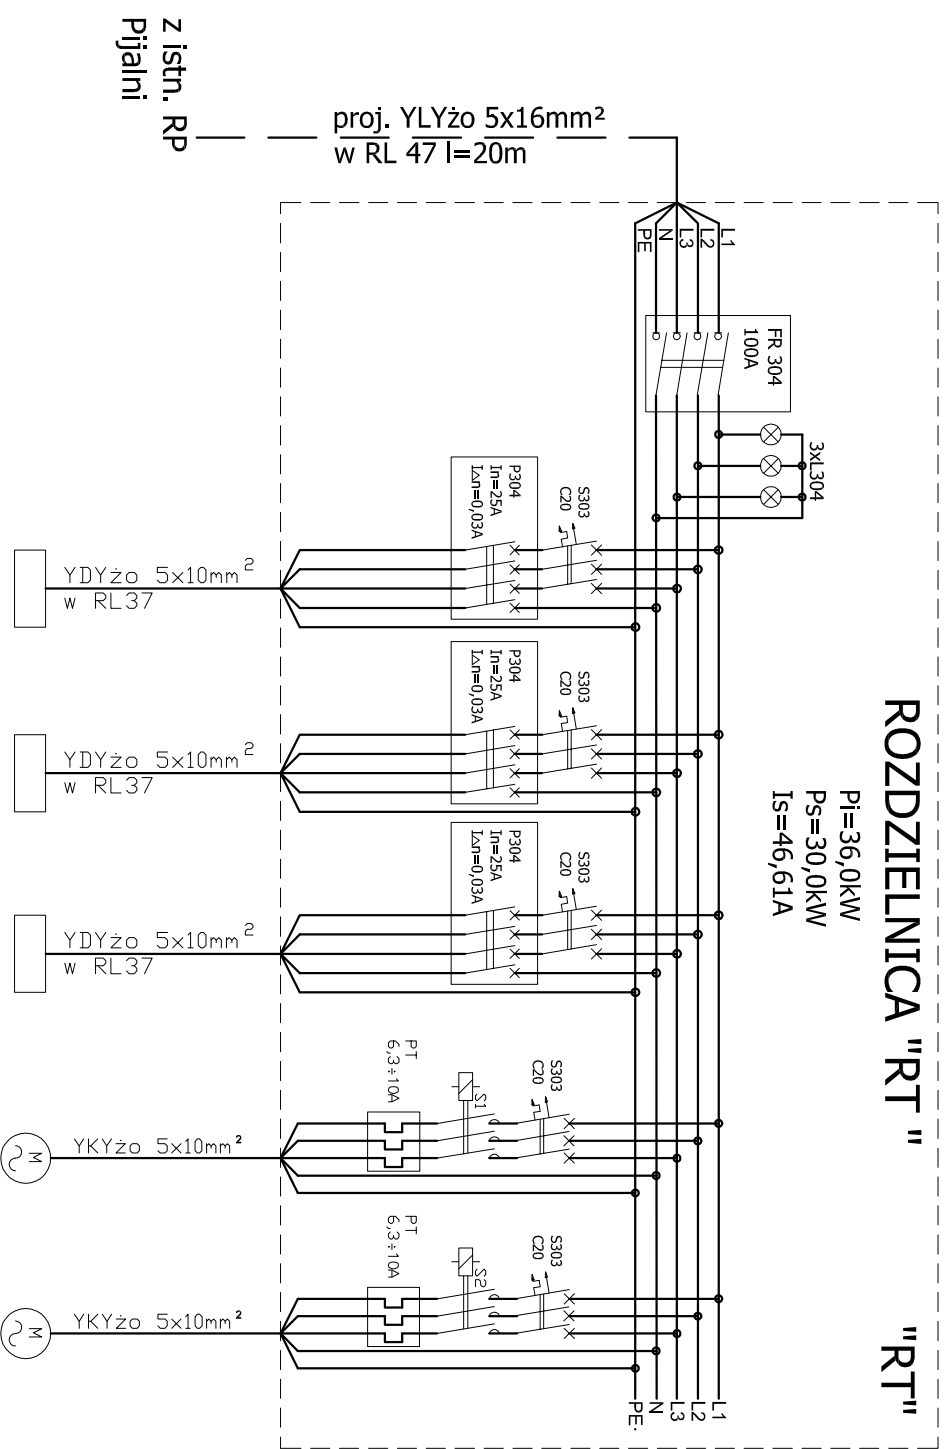 ROZDZIELNICA "RT "
"RT"
Pi=36,0kW
Ps=30,0kW
Is=46,61A
z istn. RP
Pijalni
proj. YLYżo 5x16mm²
w RL 47 l=20m
L1
L2
L3
N
PE
FR 304
100A
3xL304
S303
C20
P304
In=25A
I∆n=0,03A
YDYżo 5x10mm²
w RL37
S303
C20
P304
In=25A
I∆n=0,03A
YDYżo 5x10mm²
w RL37
S303
C20
P304
In=25A
I∆n=0,03A
YDYżo 5x10mm²
w RL37
S303
C20
S1
PT
6,3÷10A
YKYżo 5x10mm²
M
S303
C20
S2
PT
6,3÷10A
YKYżo 5x10mm²
M
L1
L2
L3
N
PE.